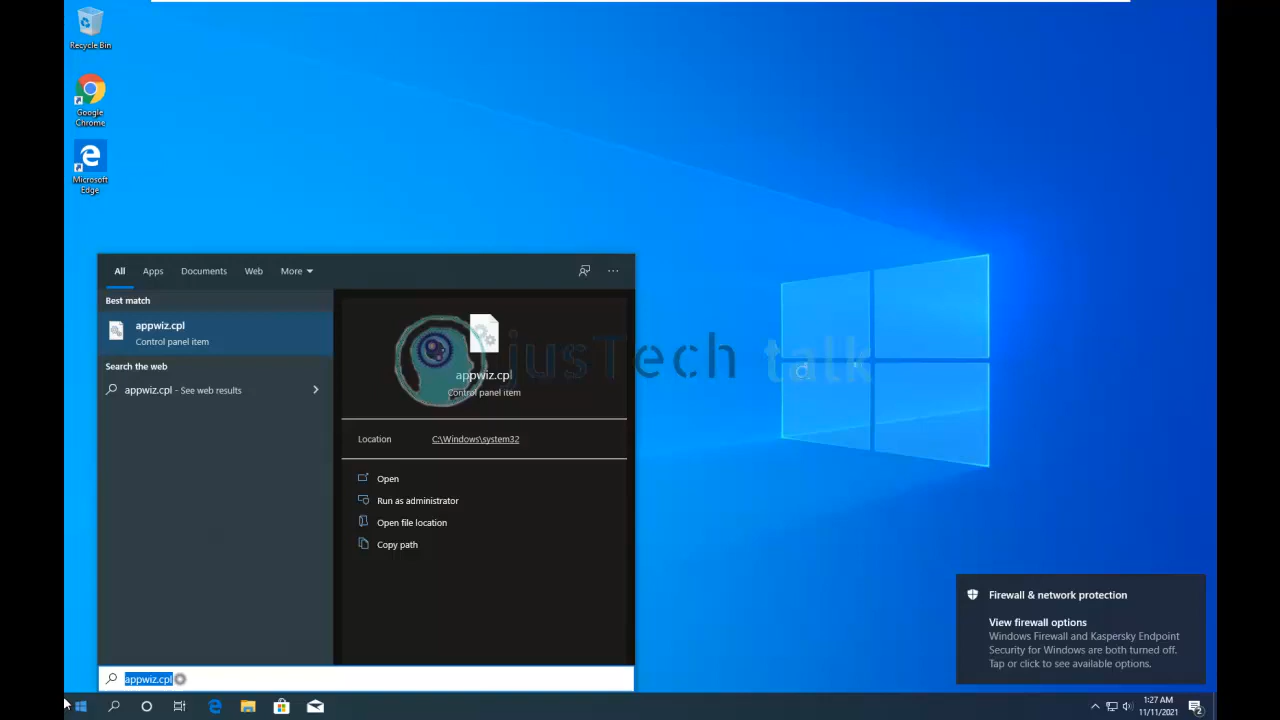 Recycle Bin
Google
Chrome
Microsoft
Edge
All
Apps
Documents
Web
More
Best match
appwiz.cpl
Control panel item
Search the web
appwiz.cpl - See web results
appwiz.cpl
Control panel item
jusTech talk
Location
C:\Windows\system32
Open
Run as administrator
Open file location
Copy path
Firewall & network protection
View firewall options
Windows Firewall and Kaspersky Endpoint
Security for Windows are both turned off.
Tap or click to see available options.
appwiz.cpl
1:27 AM
11/11/2021
2